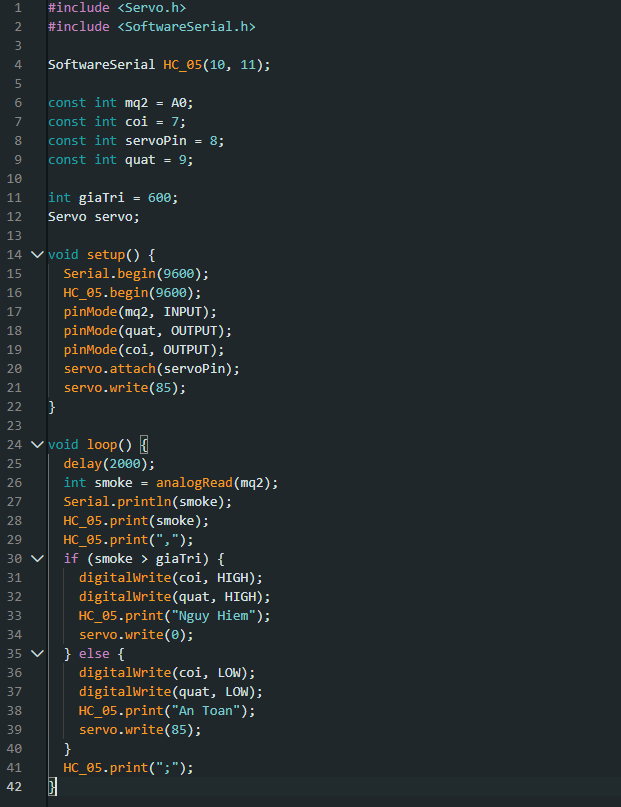 1 #include <Servo.h>
2 #include <SoftwareSerial.h>
3
4 SoftwareSerial HC_05(10, 11);
5
6 const int mq2 = A0;
7 const int coi = 7;
8 const int servoPin = 8;
9 const int quat = 9;
10
11 int giaTri = 600;
12 Servo servo;
13
14 void setup() {
15   Serial.begin(9600);
16   HC_05.begin(9600);
17   pinMode(mq2, INPUT);
18   pinMode(quat, OUTPUT);
19   pinMode(coi, OUTPUT);
20   servo.attach(servoPin);
21   servo.write(85);
22 }
23
24 void loop() {
25   delay(2000);
26   int smoke = analogRead(mq2);
27   Serial.println(smoke);
28   HC_05.print(smoke);
29   HC_05.print(",");
30   if (smoke > giaTri) {
31     digitalWrite(coi, HIGH);
32     digitalWrite(quat, HIGH);
33     HC_05.print("Nguy Hiem");
34     servo.write(0);
35   } else {
36     digitalWrite(coi, LOW);
37     digitalWrite(quat, LOW);
38     HC_05.print("An Toan");
39     servo.write(85);
40   }
41   HC_05.print(";");
42 }